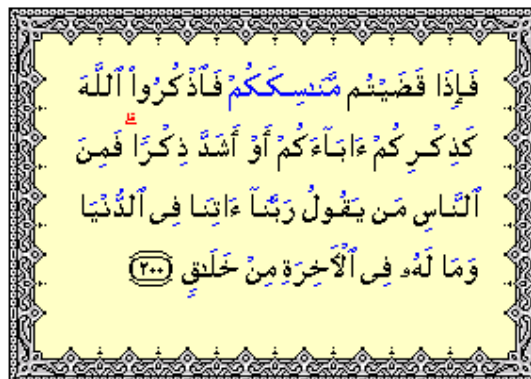 فَإِذَا قَضَيْتُم مَّنَـٰسِكَكُمْ فَٱذْكُرُوا۟ ٱللَّهَ
كَذِكْرِكُمْ ءَابَآءَكُمْ أَوْ أَشَدَّ ذِكْرًا ۗ فَمِنَ
ٱلنَّاسِ مَن يَقُولُ رَبَّنَآ ءَاتِنَا فِى ٱلدُّنْيَا
وَمَا لَهُۥ فِى ٱلْـَٔاخِرَةِ مِنْ خَلَـٰقٍ ٢٠٠